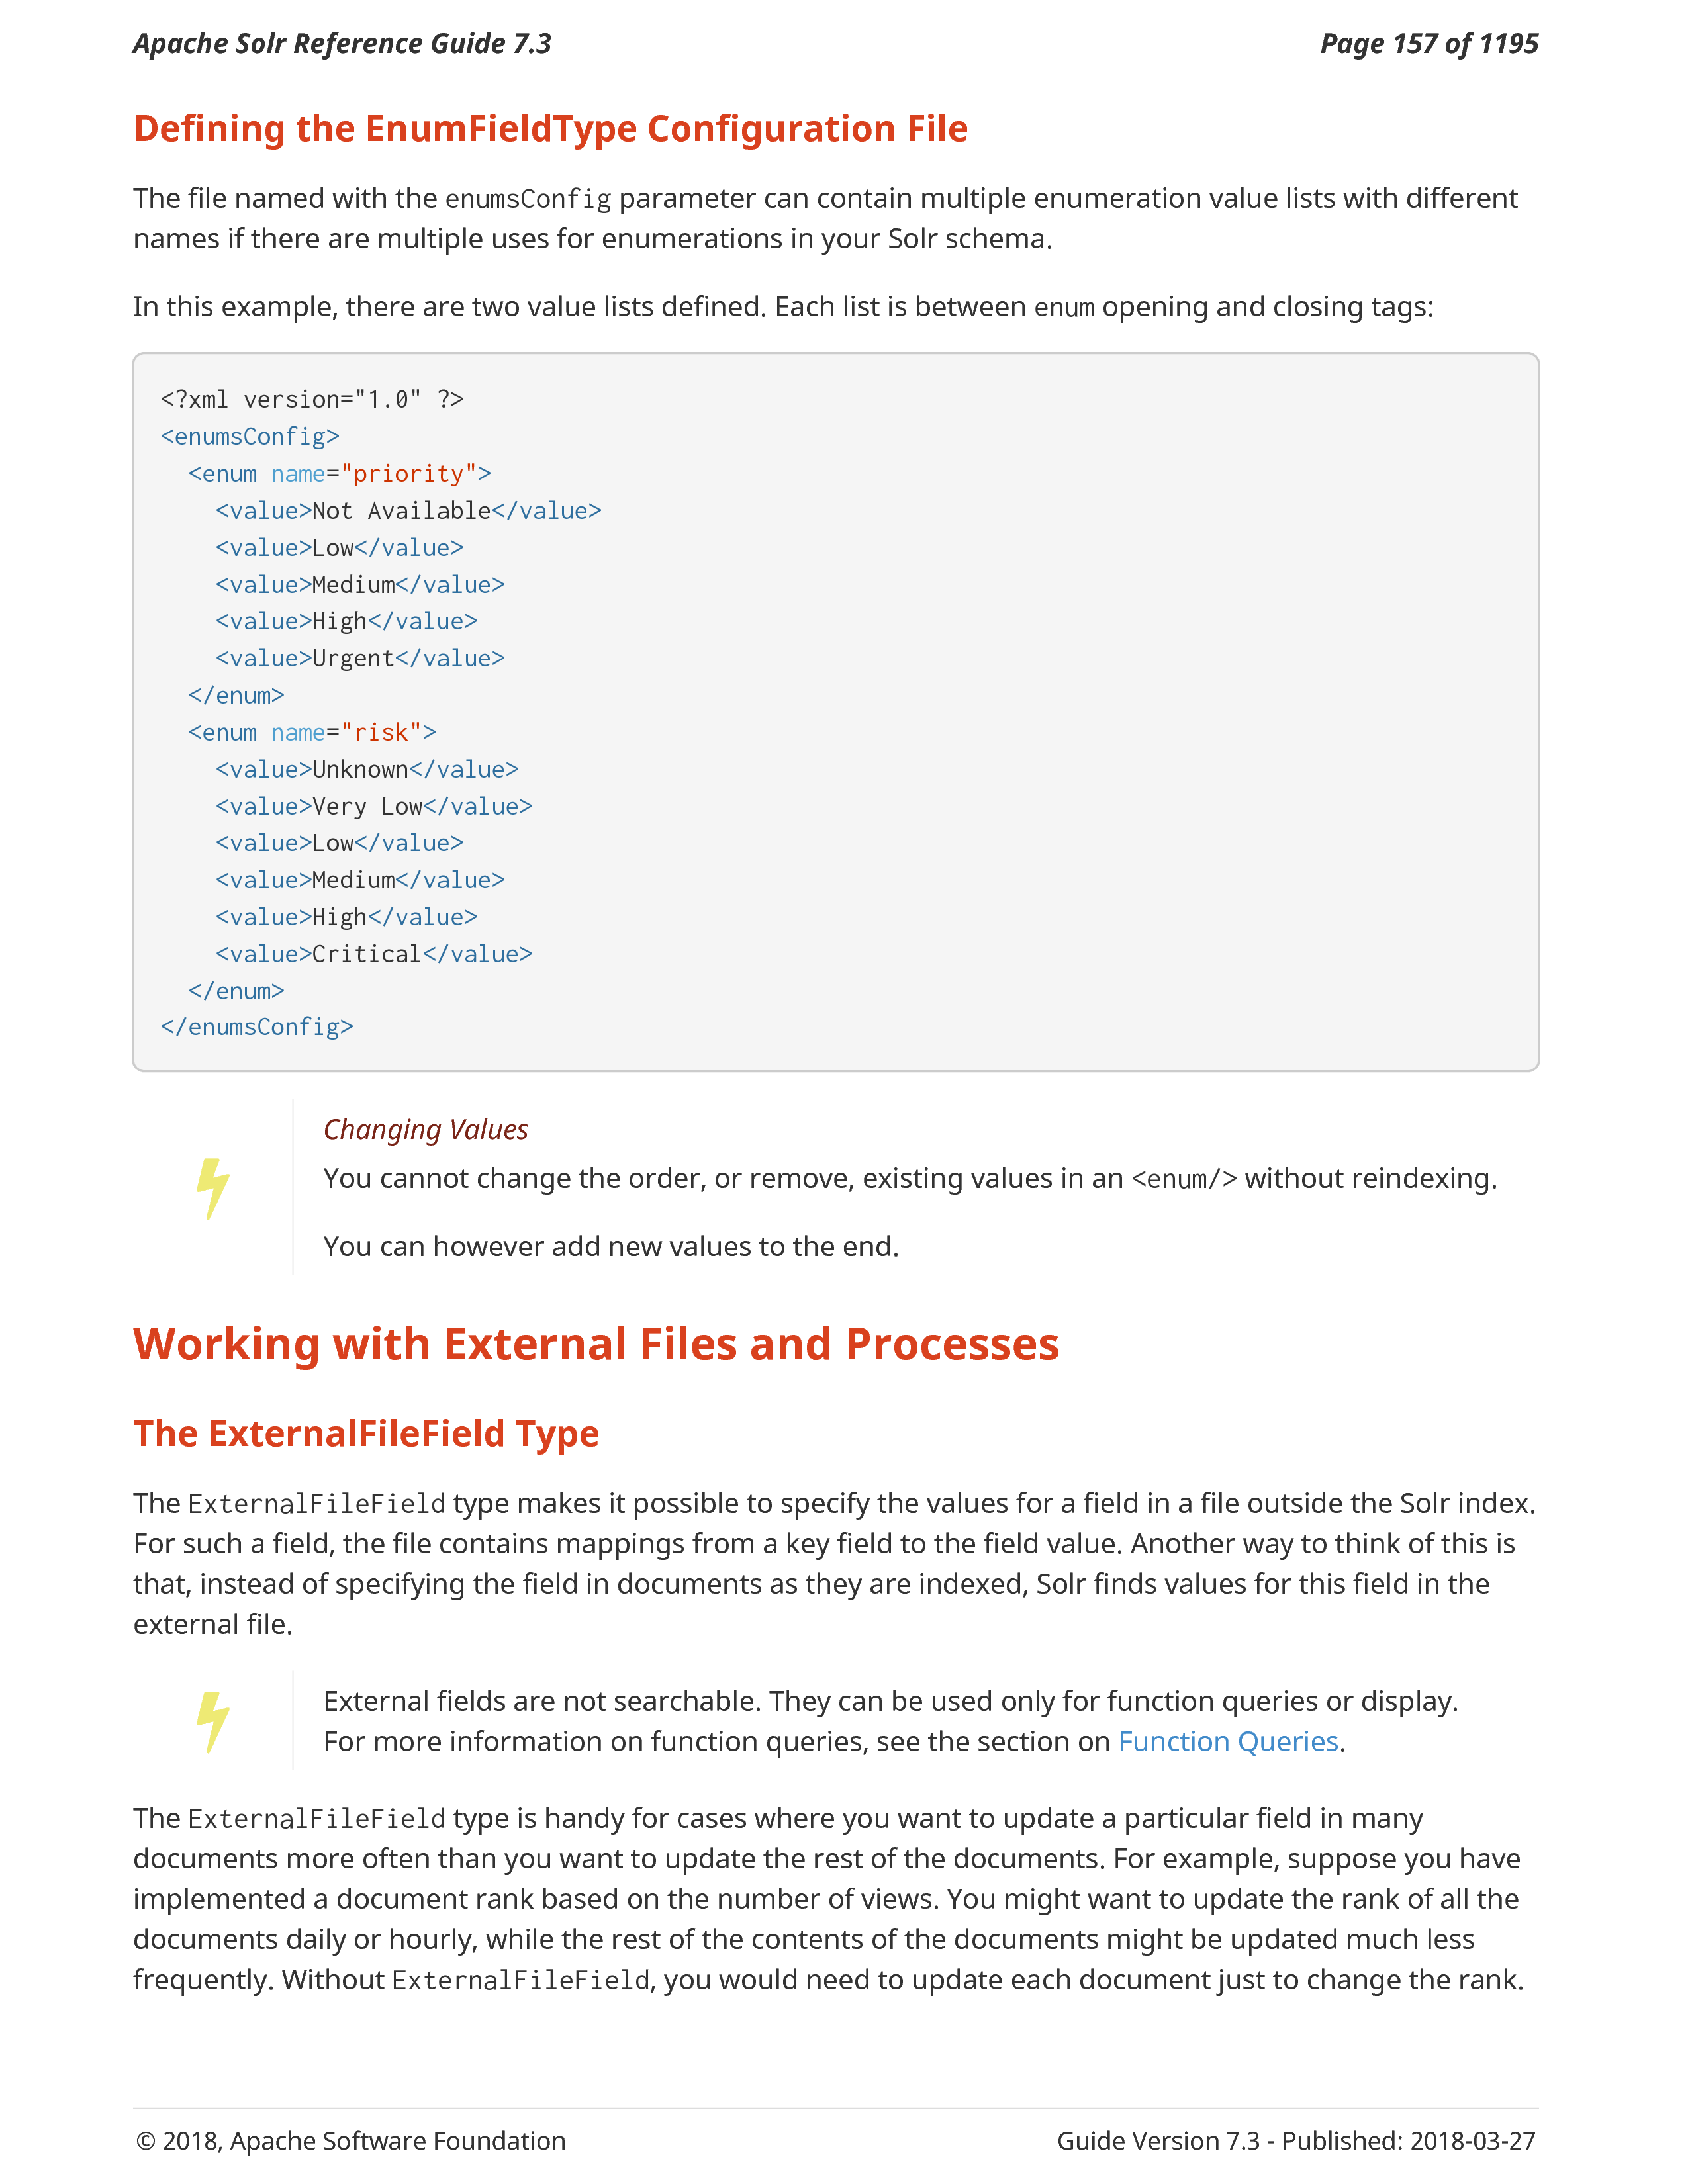 Apache Solr Reference Guide 7.3
Page 157 of 1195
Defining the EnumFieldType Configuration File
The file named with the enumsConfig parameter can contain multiple enumeration value lists with different
names if there are multiple uses for enumerations in your Solr schema.
In this example, there are two value lists defined. Each list is between enum opening and closing tags:
<?xml version="1.0" ?>
<enumsConfig>
  <enum name="priority">
    <value>Not Available</value>
    <value>Low</value>
    <value>Medium</value>
    <value>High</value>
    <value>Urgent</value>
  </enum>
  <enum name="risk">
    <value>Unknown</value>
    <value>Very Low</value>
    <value>Low</value>
    <value>Medium</value>
    <value>High</value>
    <value>Critical</value>
  </enum>
</enumsConfig>
Changing Values
You cannot change the order, or remove, existing values in an <enum/> without reindexing.
You can however add new values to the end.
Working with External Files and Processes
The ExternalFileField Type
The ExternalFileField type makes it possible to specify the values for a field in a file outside the Solr index.
For such a field, the file contains mappings from a key field to the field value. Another way to think of this is
that, instead of specifying the field in documents as they are indexed, Solr finds values for this field in the
external file.
External fields are not searchable. They can be used only for function queries or display.
For more information on function queries, see the section on Function Queries.
The ExternalFileField type is handy for cases where you want to update a particular field in many
documents more often than you want to update the rest of the documents. For example, suppose you have
implemented a document rank based on the number of views. You might want to update the rank of all the
documents daily or hourly, while the rest of the contents of the documents might be updated much less
frequently. Without ExternalFileField, you would need to update each document just to change the rank.
© 2018, Apache Software Foundation
Guide Version 7.3 - Published: 2018-03-27